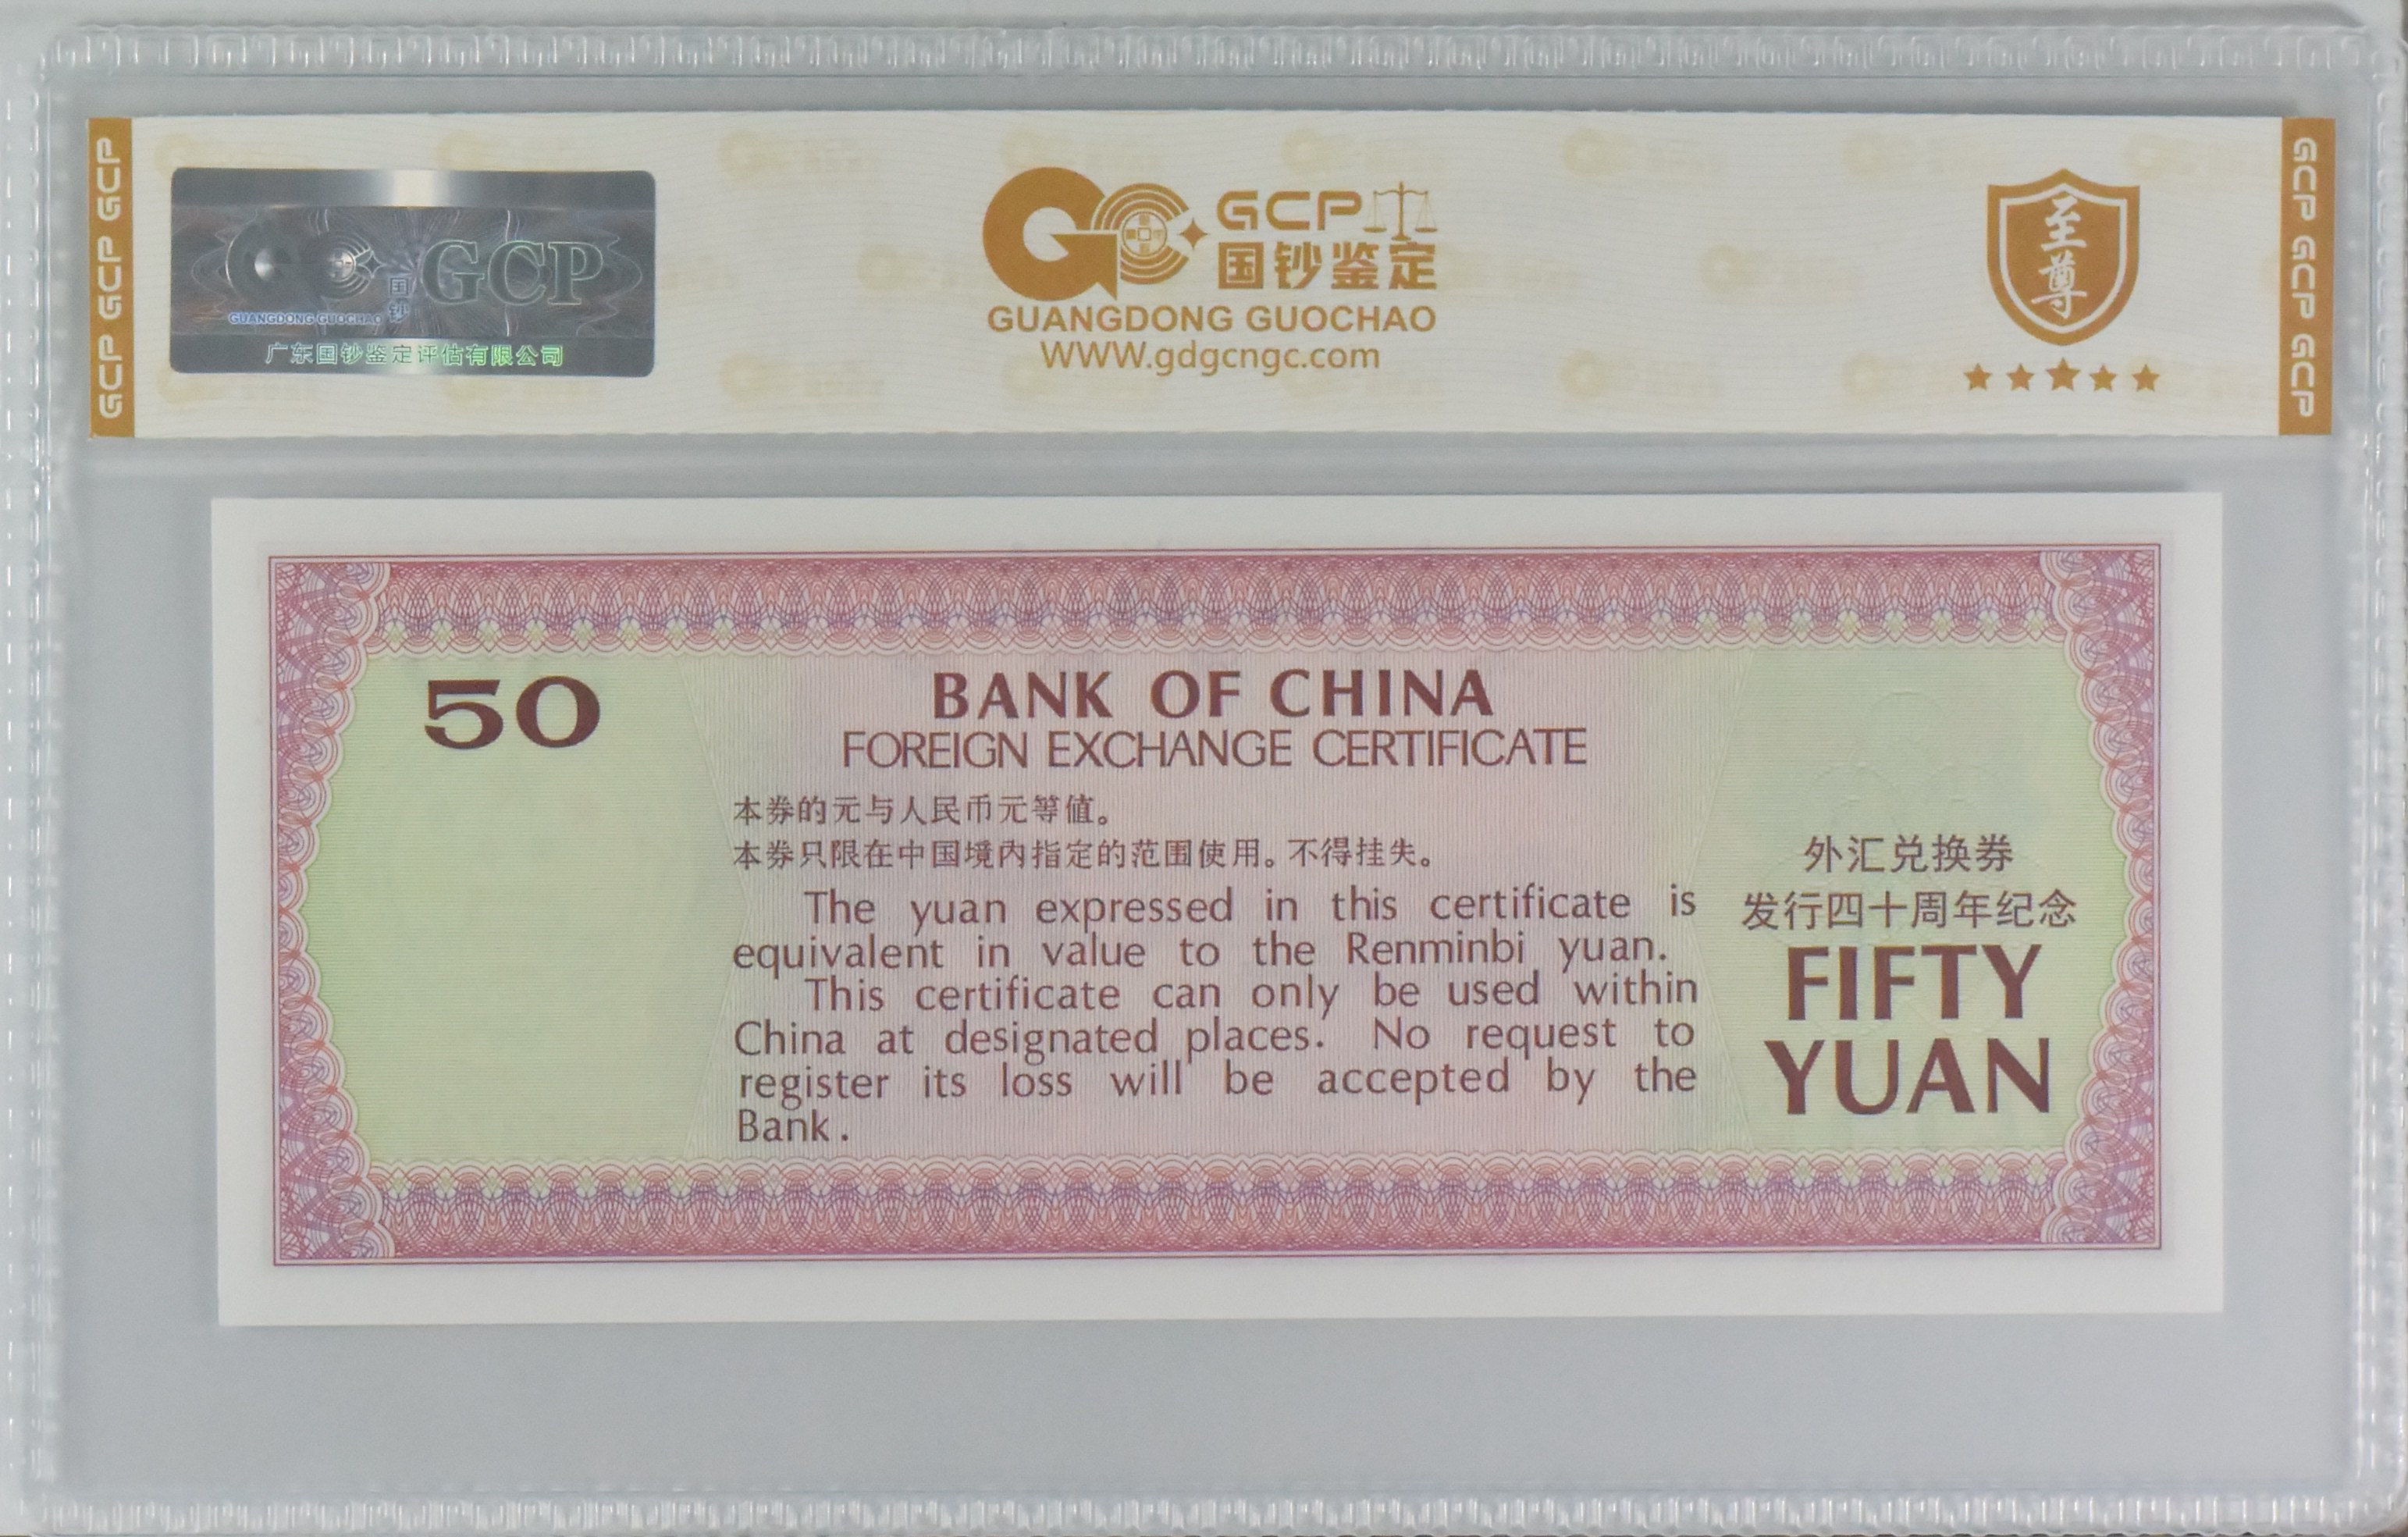 GCP GCP GCP
国钞 GCP
GUANGDONG GUOCHAO
广东国钞鉴定评估有限公司
GCP
国钞鉴定
GUANGDONG GUOCHAO
WWW.gdgcngc.com
至尊
GCP GCP GCP
50
BANK OF CHINA
FOREIGN EXCHANGE CERTIFICATE
本券的元与人民币元等值。
本券只限在中国境内指定的范围使用。不得挂失。
The yuan expressed in this certificate is
equivalent in value to the Renminbi yuan.
This certificate can only be used within
China at designated places. No request to
register its loss will be accepted by the
Bank.
外汇兑换券
发行四十周年纪念
FIFTY
YUAN